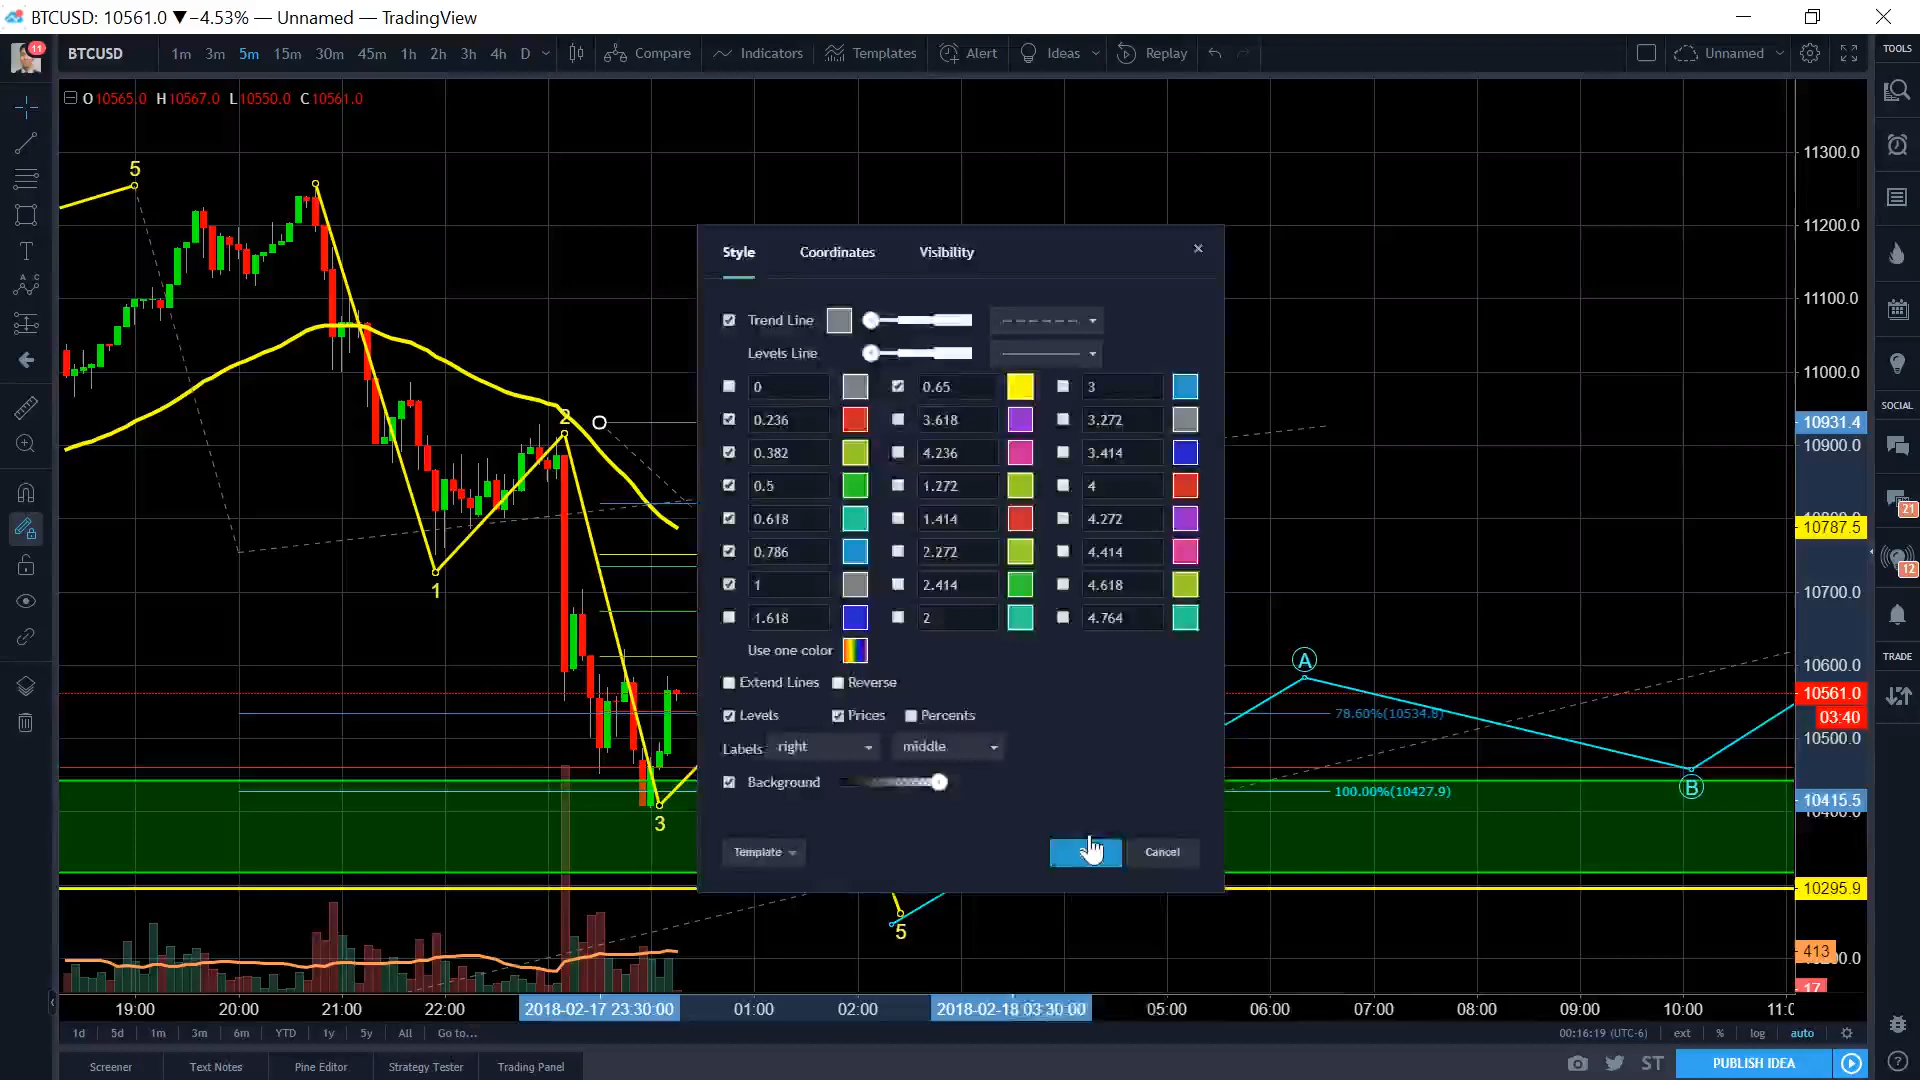 BTCUSD: 10561.0 ▼−4.53% — Unnamed — TradingView
11
BTCUSD 1m 3m 5m 15m 30m 45m 1h 2h 3h 4h D Compare Indicators Templates Alert Ideas Replay Unnamed TOOLS
O10565.0 H10567.0 L10550.0 C10561.0
11300.0
5
11200.0
Style Coordinates Visibility ×
11100.0
Trend Line
Levels Line
11000.0
0 0.65 3
SOCIAL
2
0.236 3.618 3.272
10931.4
10900.0
0.382 4.236 3.414
0.5 1.272 4
21
0.618 1.414 4.272
10787.5
0.786 2.272 4.414
12
1 2.414 4.618
1
10700.0
1.618 2 4.764
Use one color
TRADE
A
10600.0
Extend Lines Reverse
10561.0
78.60%(10534.8)
Levels Prices Percents
03:40
10500.0
Labels right middle
Background
B
100.00%(10427.9)
10415.5
10400.0
3
Template Cancel
10295.9
5
413
17
19:00 20:00 21:00 22:00 2018-02-17 23:30:00 01:00 02:00 2018-02-18 03:30:00 05:00 06:00 07:00 08:00 09:00 10:00
1d 5d 1m 3m 6m YTD 1y 5y All Go to... 00:16:19 (UTC-6) ext % log auto
Screener Text Notes Pine Editor Strategy Tester Trading Panel ST PUBLISH IDEA